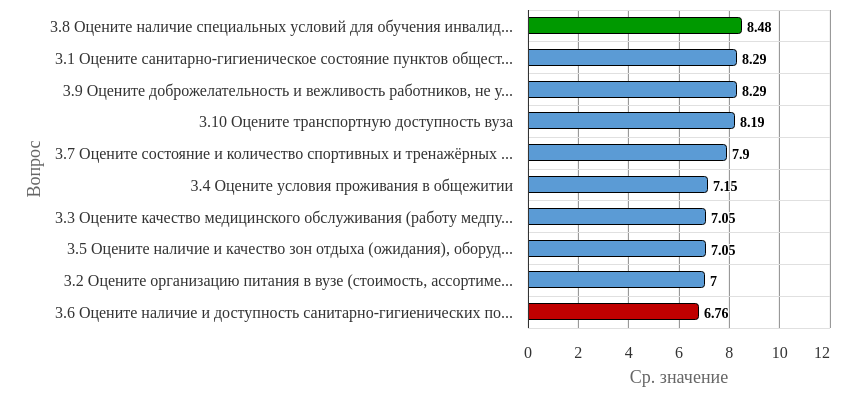 3.8 Оцените наличие специальных условий для обучения инвалид... 8.48
3.1 Оцените санитарно-гигиеническое состояние пунктов общест... 8.29
3.9 Оцените доброжелательность и вежливость работников, не у... 8.29
3.10 Оцените транспортную доступность вуза 8.19
3.7 Оцените состояние и количество спортивных и тренажёрных ... 7.9
3.4 Оцените условия проживания в общежитии 7.15
3.3 Оцените качество медицинского обслуживания (работу медпу... 7.05
3.5 Оцените наличие и качество зон отдыха (ожидания), оборуд... 7.05
3.2 Оцените организацию питания в вузе (стоимость, ассортиме... 7
3.6 Оцените наличие и доступность санитарно-гигиенических по... 6.76
Вопрос
0 2 4 6 8 10 12
Ср. значение